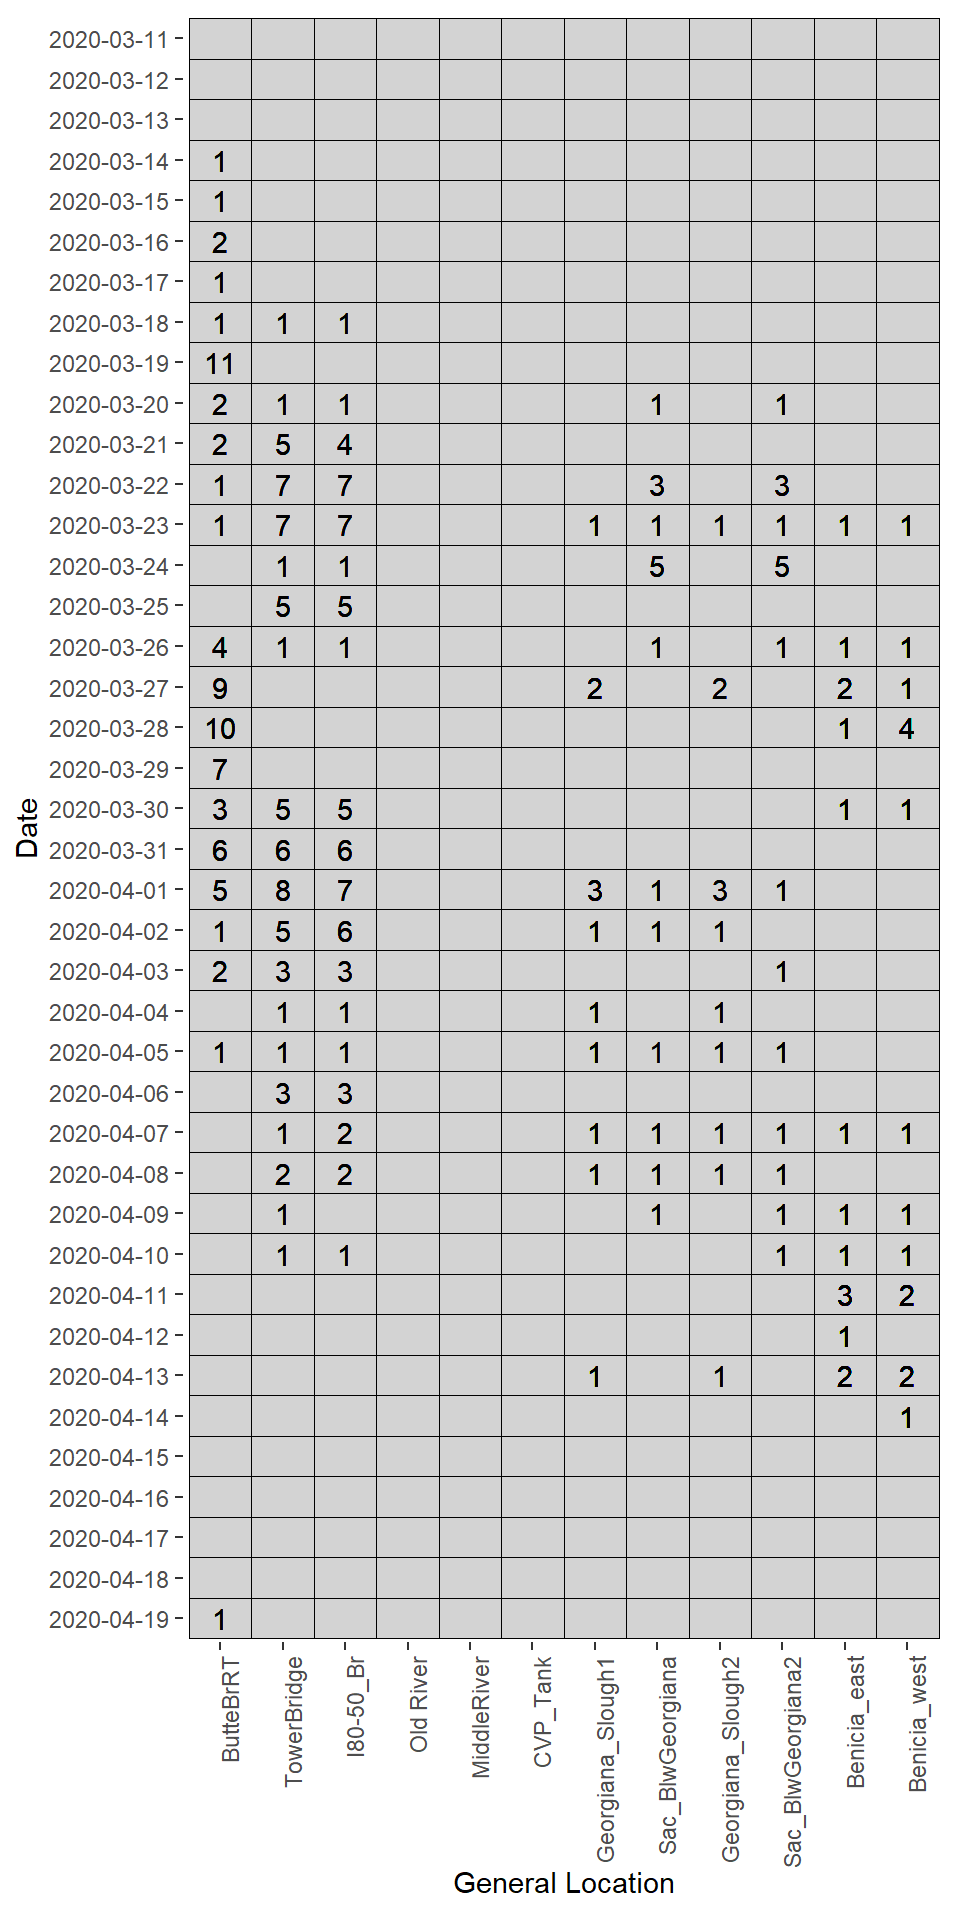 2020-03-11
2020-03-12
2020-03-13
2020-03-14 1
2020-03-15 1
2020-03-16 2
2020-03-17 1
2020-03-18 1 1 1
2020-03-19 11
2020-03-20 2 1 1 1 1
2020-03-21 2 5 4
2020-03-22 1 7 7 3 3
2020-03-23 1 7 7 1 1 1 1 1 1
2020-03-24 1 1 5 5
2020-03-25 5 5
2020-03-26 4 1 1 1 1 1 1
2020-03-27 9 2 2 2 1
2020-03-28 10 1 4
2020-03-29 7
2020-03-30 3 5 5 1 1
2020-03-31 6 6 6
2020-04-01 5 8 7 3 1 3 1
2020-04-02 1 5 6 1 1 1
2020-04-03 2 3 3 1
2020-04-04 1 1 1 1
2020-04-05 1 1 1 1 1 1 1
2020-04-06 3 3
2020-04-07 1 2 1 1 1 1 1 1
2020-04-08 2 2 1 1 1 1
2020-04-09 1 1 1 1 1
2020-04-10 1 1 1 1 1
2020-04-11 3 2
2020-04-12 1
2020-04-13 1 1 2 2
2020-04-14 1
2020-04-15
2020-04-16
2020-04-17
2020-04-18
2020-04-19 1
Date
ButteBrRT
TowerBridge
I80-50_Br
Old River
MiddleRiver
CVP_Tank
Georgiana_Slough1
Sac_BlwGeorgiana
Georgiana_Slough2
Sac_BlwGeorgiana2
Benicia_east
Benicia_west
General Location